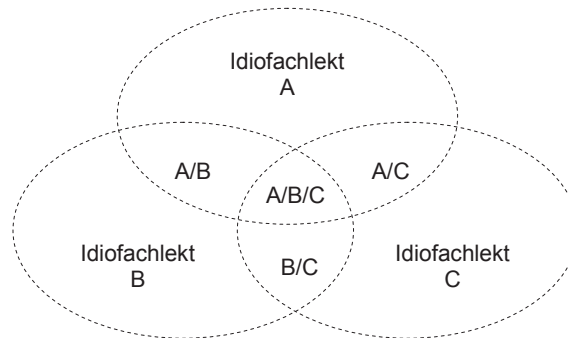 Idiofachlekt
A
A/B
A/C
A/B/C
Idiofachlekt
B
B/C
Idiofachlekt
C